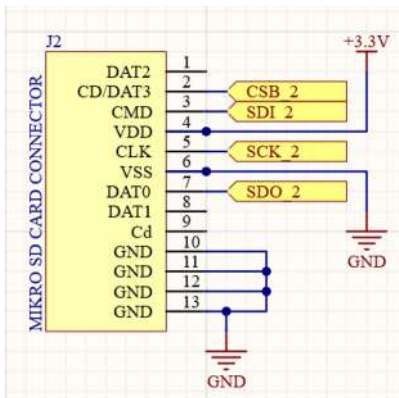 J2
MIKRO SD CARD CONNECTOR
+3.3V
DAT2 1
CD/DAT3 2 CSB_2
CMD 3 SDI_2
VDD 4
CLK 5 SCK_2
VSS 6
DAT0 7 SDO_2
DAT1 8
Cd 9
GND 10
GND 11
GND 12
GND 13
GND
GND